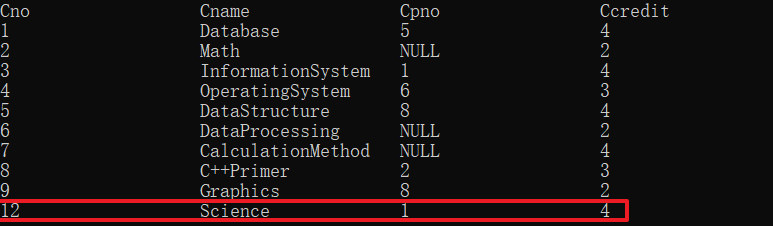 Cno Cname Cpno Ccredit
1 Database 5 4
2 Math NULL 2
3 InformationSystem 1 4
4 OperatingSystem 6 3
5 DataStructure 8 4
6 DataProcessing NULL 2
7 CalculationMethod NULL 4
8 C++Primer 2 3
9 Graphics 8 2
12 Science 1 4